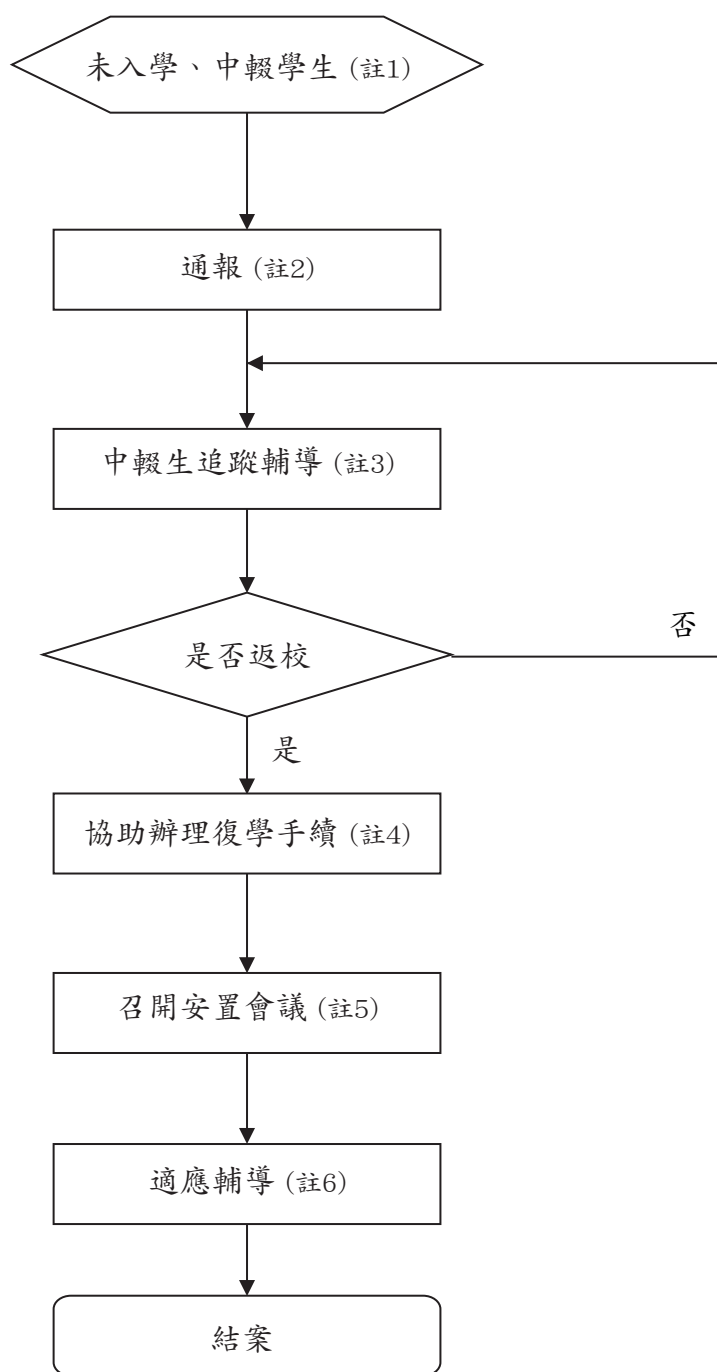 未入學、中輟學生 (註1)
通報 (註2)
中輟生追蹤輔導 (註3)
是否返校
否
是
協助辦理復學手續 (註4)
召開安置會議 (註5)
適應輔導 (註6)
結案